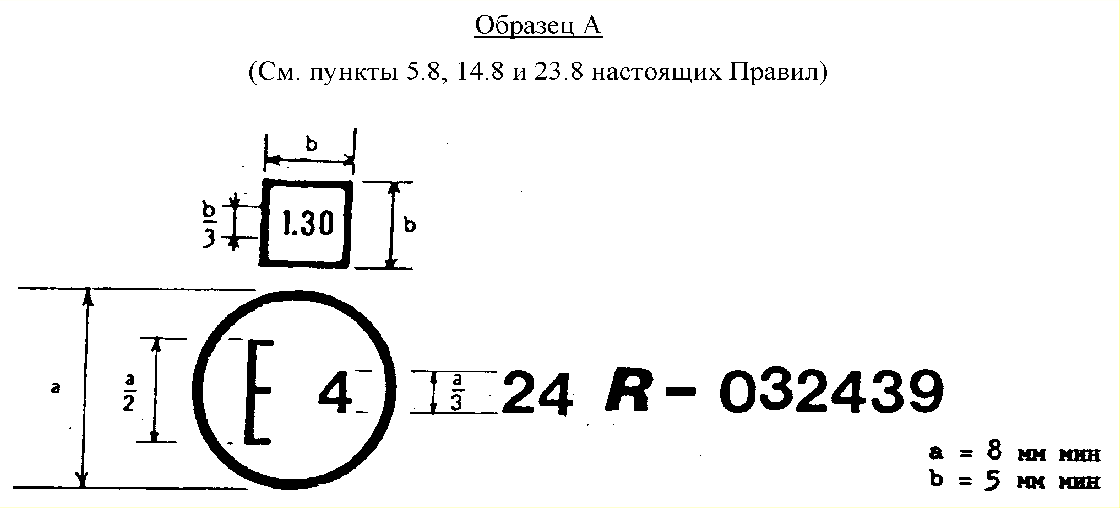 Образец А
(См. пункты 5.8, 14.8 и 23.8 настоящих Правил)
b
b
3
1.30
b
a
a
2
E 4
a
3
24 R - 032439
a = 8 мм мин
b = 5 мм мин